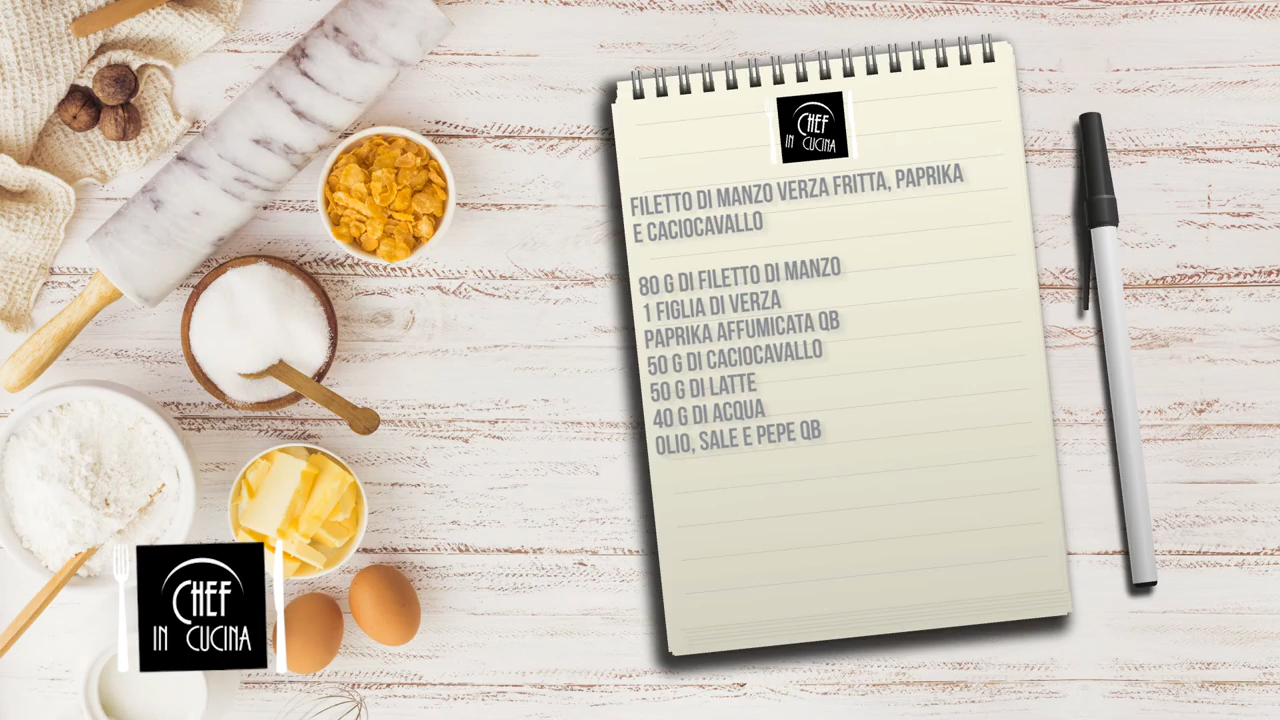 CHEF
IN CUCINA
FILETTO DI MANZO VERZA FRITTA, PAPRIKA
E CACIOCAVALLO
80 G DI FILETTO DI MANZO
1 FIGLIA DI VERZA
PAPRIKA AFFUMICATA QB
50 G DI CACIOCAVALLO
50 G DI LATTE
40 G DI ACQUA
OLIO, SALE E PEPE QB
CHEF
IN CUCINA